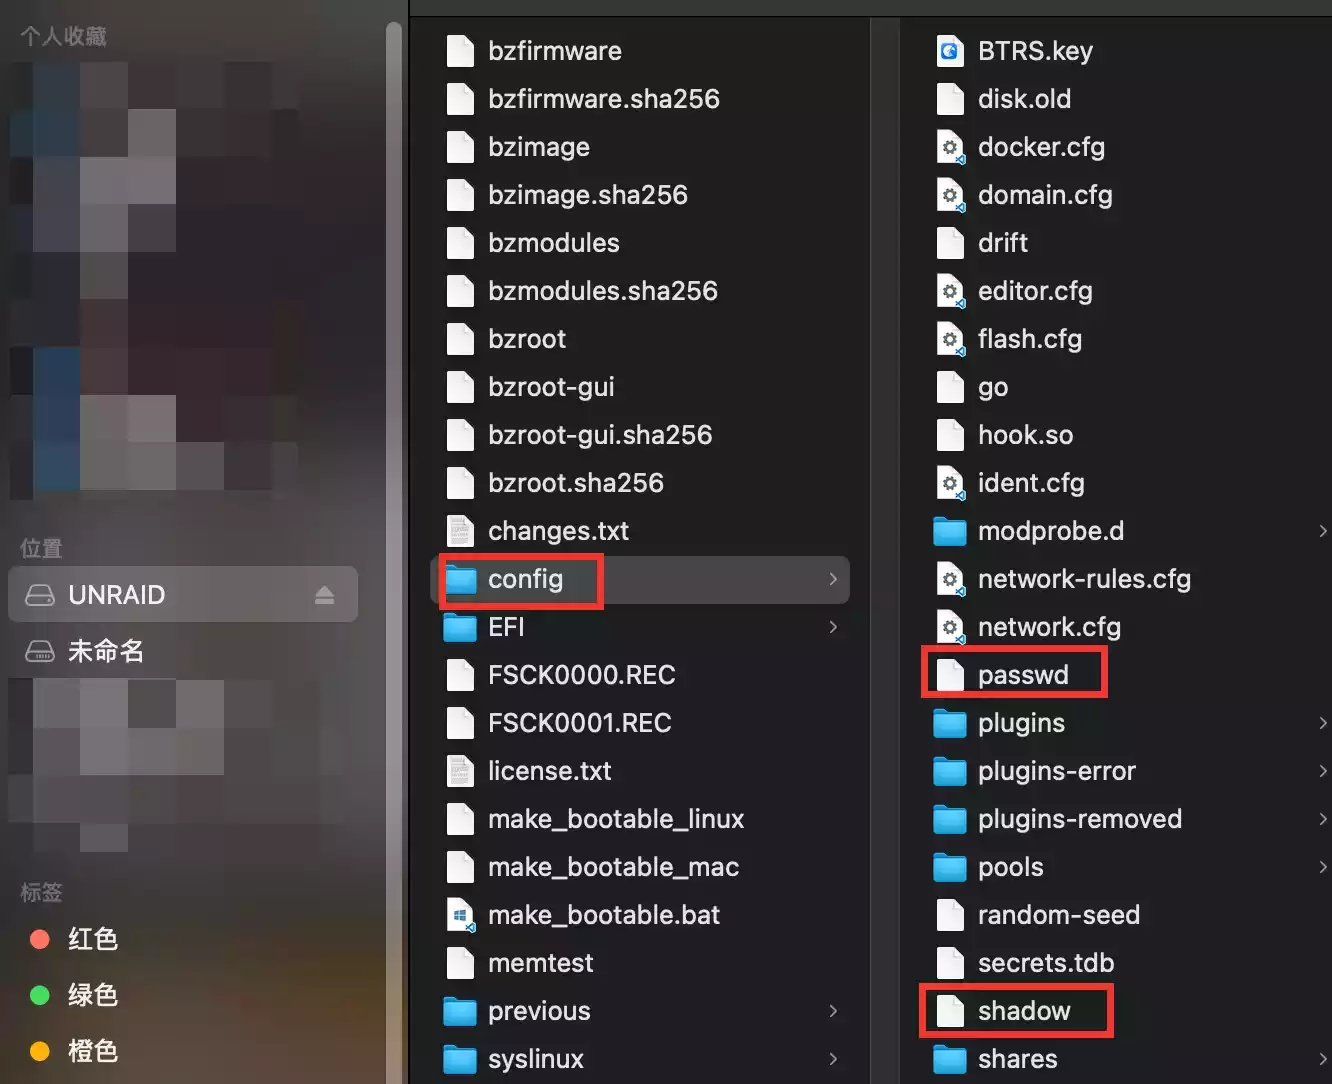 个人收藏
位置
UNRAID
未命名
标签
红色
绿色
橙色
bzfirmware
bzfirmware.sha256
bzimage
bzimage.sha256
bzmodules
bzmodules.sha256
bzroot
bzroot-gui
bzroot-gui.sha256
bzroot.sha256
changes.txt
config
EFI
FSCK0000.REC
FSCK0001.REC
license.txt
make_bootable_linux
make_bootable_mac
make_bootable.bat
memtest
previous
syslinux
BTRS.key
disk.old
docker.cfg
domain.cfg
drift
editor.cfg
flash.cfg
go
hook.so
ident.cfg
modprobe.d
network-rules.cfg
network.cfg
passwd
plugins
plugins-error
plugins-removed
pools
random-seed
secrets.tdb
shadow
shares